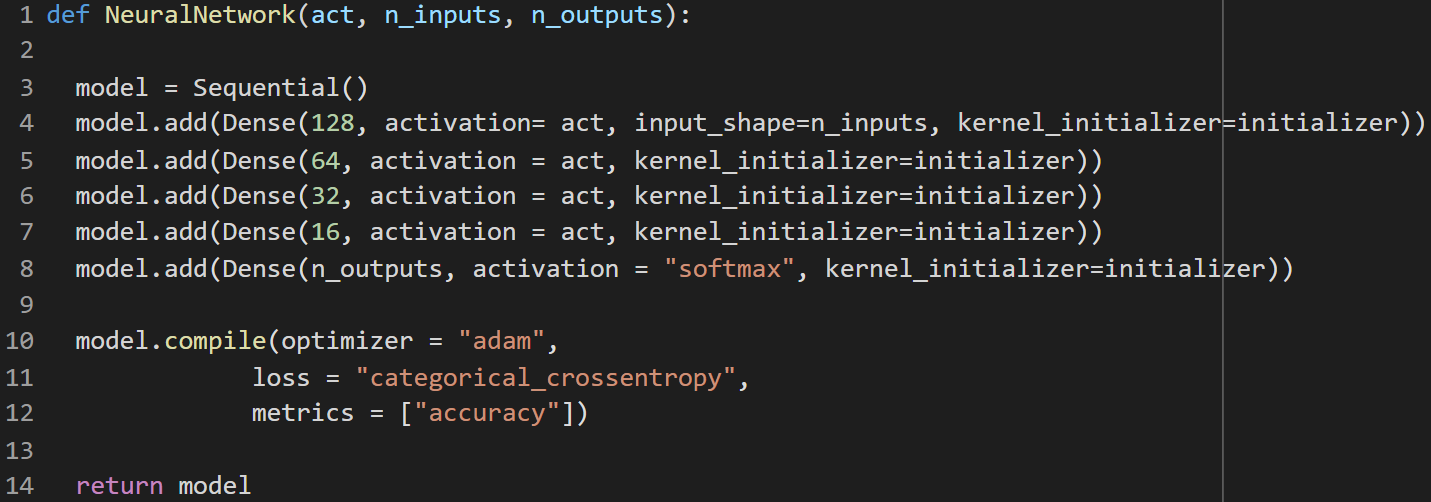 1 def NeuralNetwork(act, n_inputs, n_outputs):
2
3   model = Sequential()
4   model.add(Dense(128, activation= act, input_shape=n_inputs, kernel_initializer=initializer))
5   model.add(Dense(64, activation = act, kernel_initializer=initializer))
6   model.add(Dense(32, activation = act, kernel_initializer=initializer))
7   model.add(Dense(16, activation = act, kernel_initializer=initializer))
8   model.add(Dense(n_outputs, activation = "softmax", kernel_initializer=initializer))
9
10   model.compile(optimizer = "adam",
11               loss = "categorical_crossentropy",
12               metrics = ["accuracy"])
13
14   return model